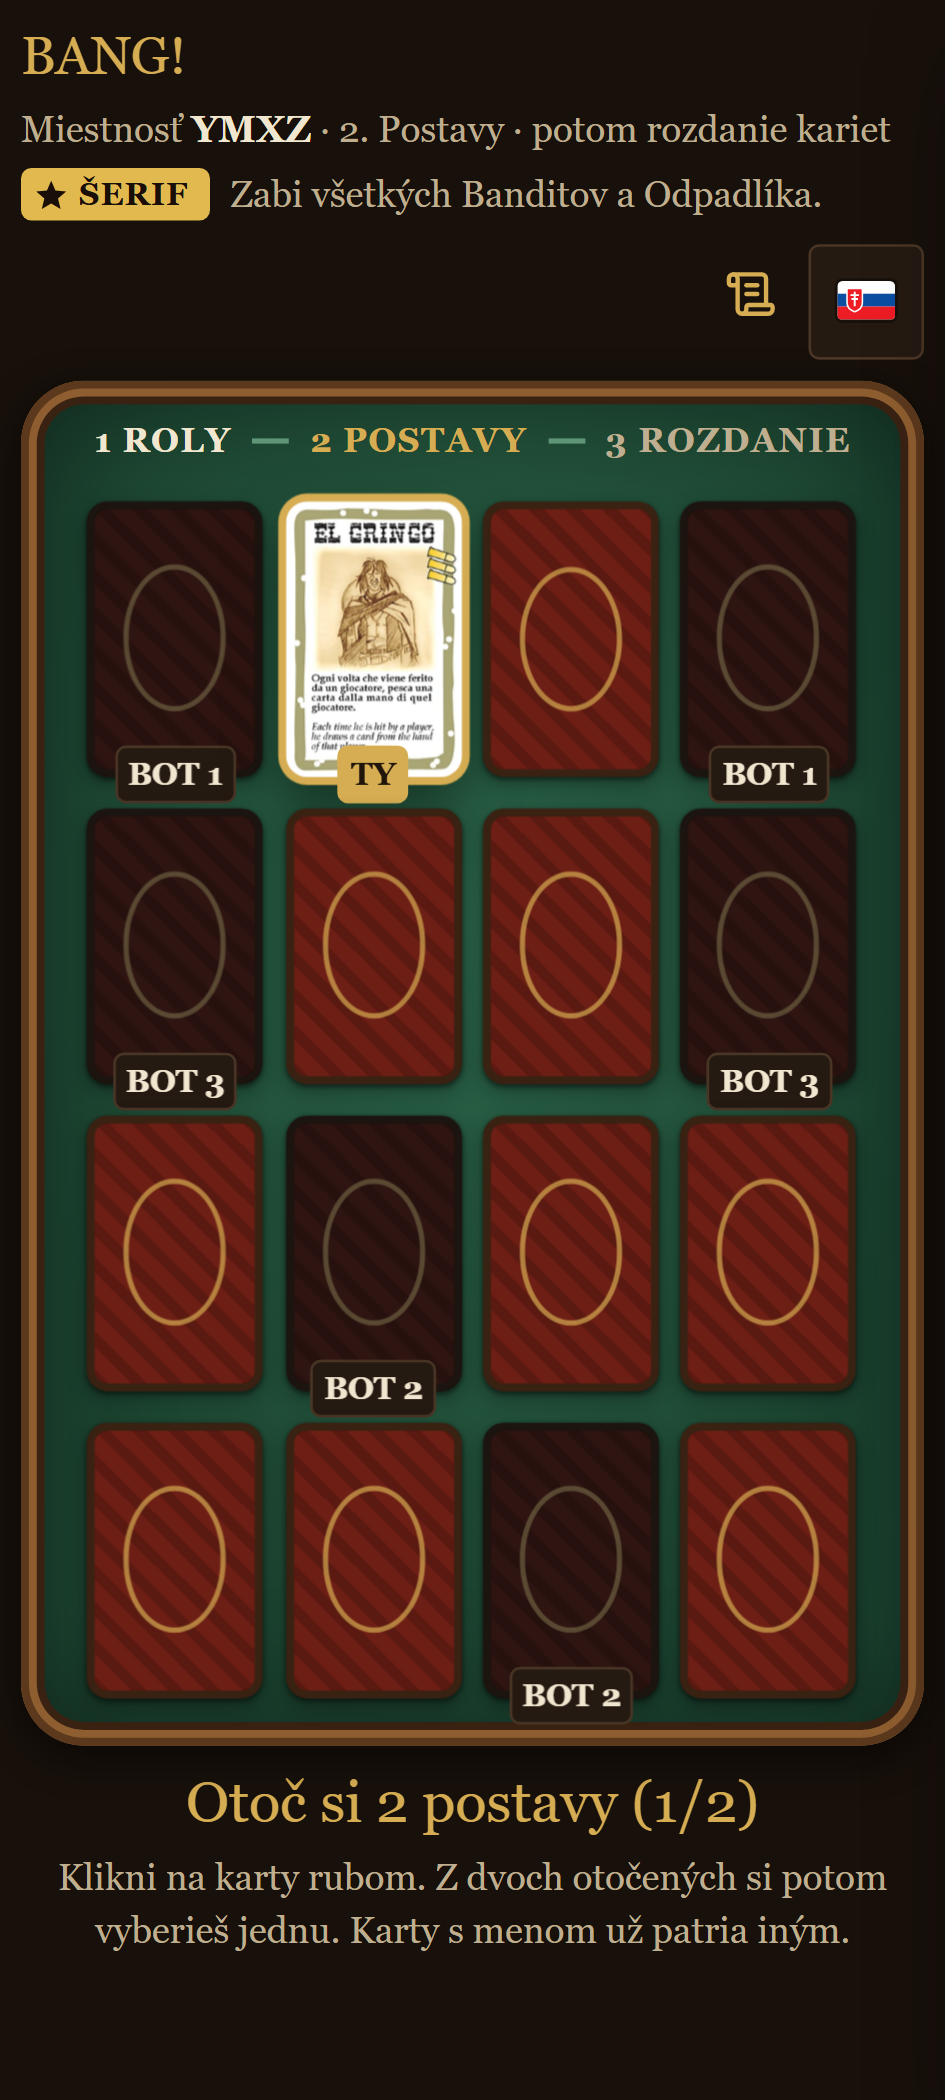 BANG!
Miestnosť YMXZ · 2. Postavy · potom rozdanie kariet
★ ŠERIF Zabi všetkých Banditov a Odpadlíka.
1 ROLY — 2 POSTAVY — 3 ROZDANIE
EL GRINGO
Ogni volta che viene ferito
da un giocatore, pesca una
carta dalla mano di quel
giocatore.
Each time he is hit by a player,
he draws a card from the hand
of that
BOT 1
TY
BOT 1
BOT 3
BOT 3
BOT 2
BOT 2
Otoč si 2 postavy (1/2)
Klikni na karty rubom. Z dvoch otočených si potom
vyberieš jednu. Karty s menom už patria iným.